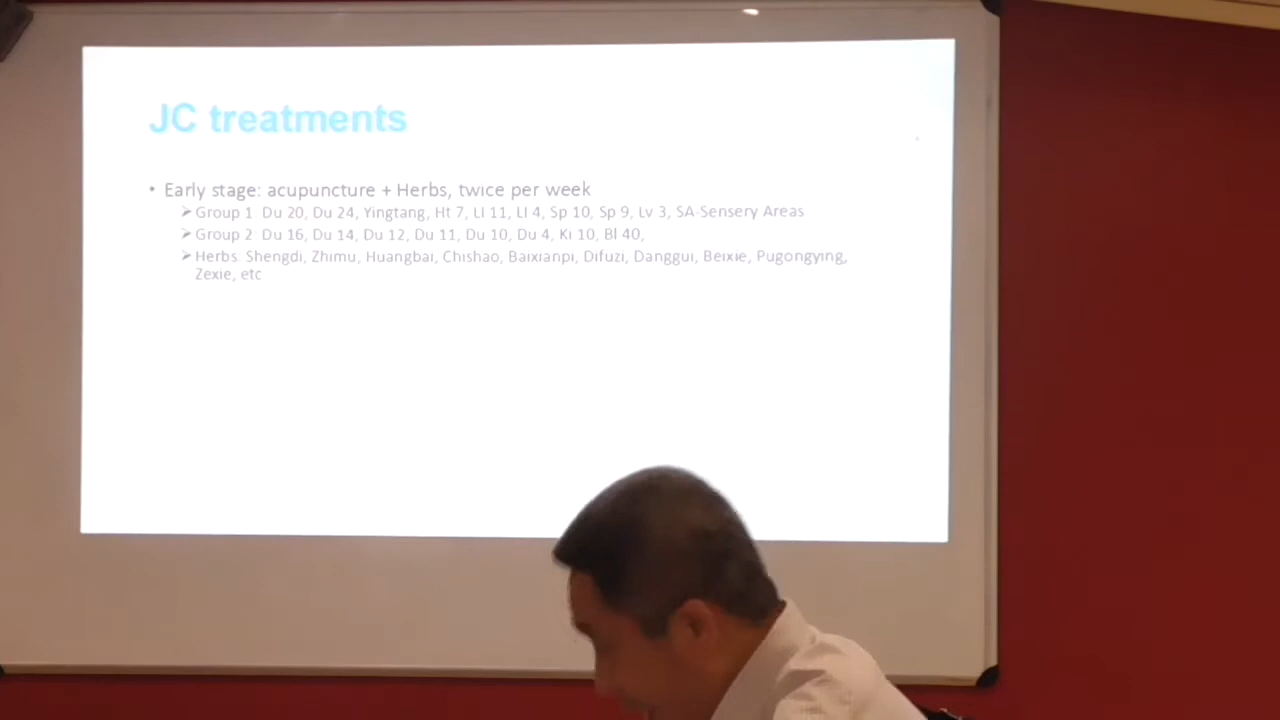 JC treatments
• Early stage: acupuncture + Herbs, twice per week
➢ Group 1: Du 20, Du 24, Yingtang, Ht 7, LI 11, LI 4, Sp 10, Sp 9, Lv 3, SA-Sensery Areas
➢ Group 2: Du 16, Du 14, Du 12, Du 11, Du 10, Du 4, Ki 10, Bl 40,
➢ Herbs: Shengdi, Zhimu, Huangbai, Chishao, Baixianpi, Difuzi, Danggui, Beixie, Pugongying,
Zexie, etc